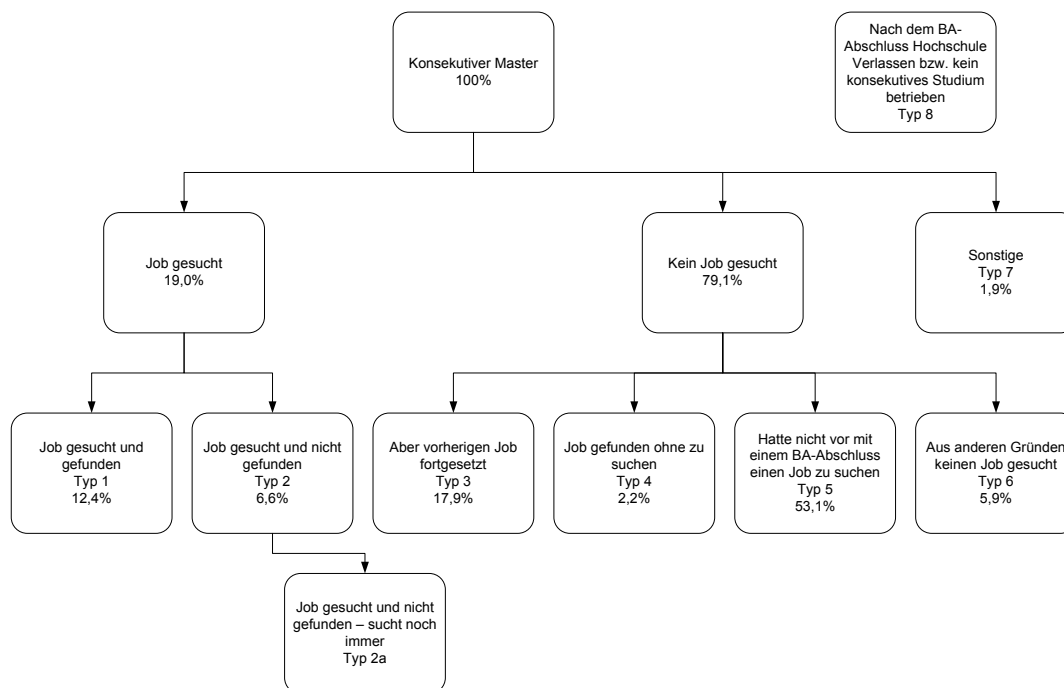 Konsekutiver Master
100%
Nach dem BA-
Abschluss Hochschule
Verlassen bzw. kein
konsekutives Studium
betrieben
Typ 8
Job gesucht
19,0%
Kein Job gesucht
79,1%
Sonstige
Typ 7
1,9%
Job gesucht und
gefunden
Typ 1
12,4%
Job gesucht und nicht
gefunden
Typ 2
6,6%
Aber vorherigen Job
fortgesetzt
Typ 3
17,9%
Job gefunden ohne zu
suchen
Typ 4
2,2%
Hatte nicht vor mit
einem BA-Abschluss
einen Job zu suchen
Typ 5
53,1%
Aus anderen Gründen
keinen Job gesucht
Typ 6
5,9%
Job gesucht und nicht
gefunden – sucht noch
immer
Typ 2a